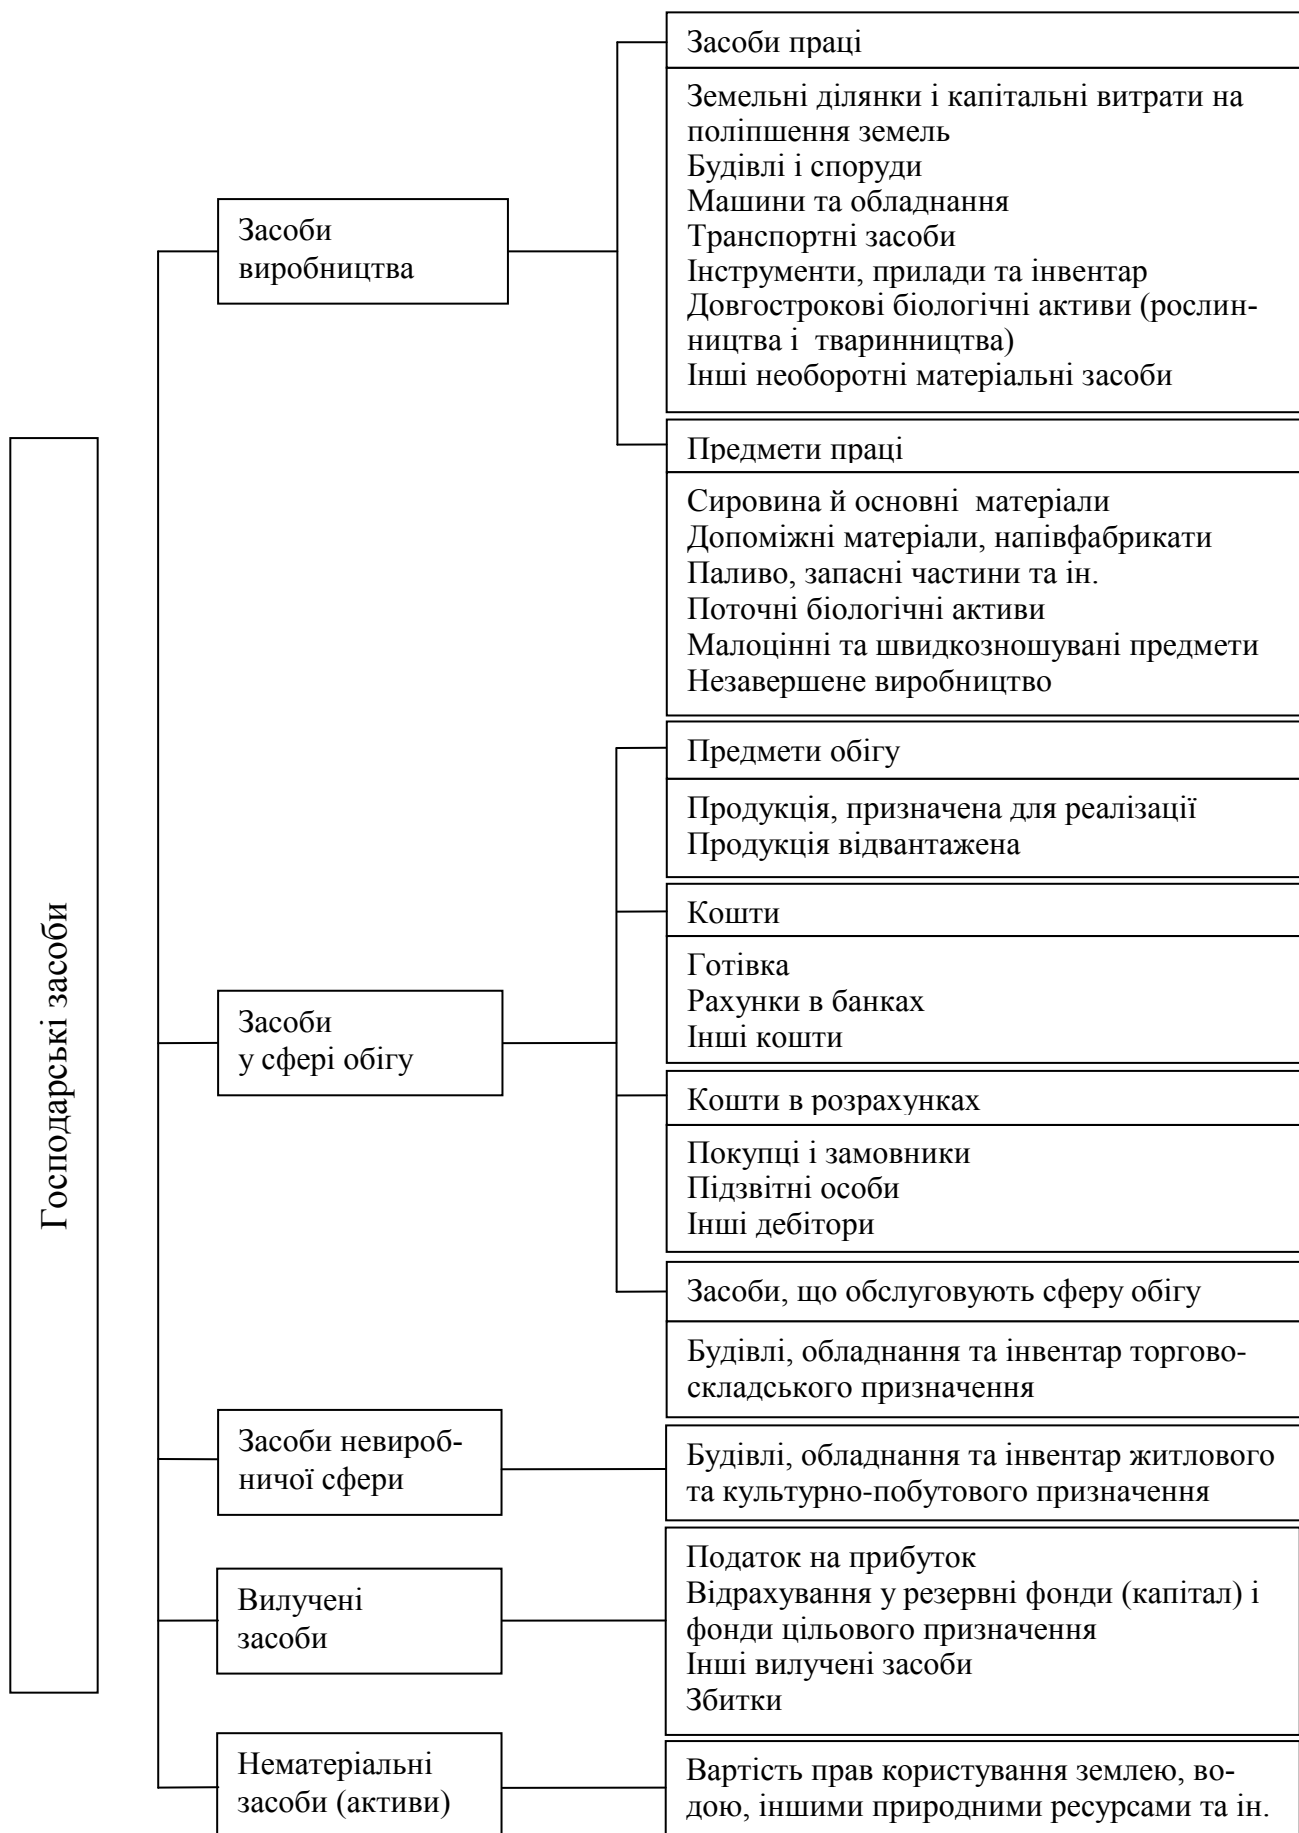 Господарські засоби
Засоби
виробництва
Засоби праці
Земельні ділянки і капітальні витрати на
поліпшення земель
Будівлі і споруди
Машини та обладнання
Транспортні засоби
Інструменти, прилади та інвентар
Довгострокові біологічні активи (рослин-
ництва і тваринництва)
Інші необоротні матеріальні засоби
Предмети праці
Сировина й основні матеріали
Допоміжні матеріали, напівфабрикати
Паливо, запасні частини та ін.
Поточні біологічні активи
Малоцінні та швидкозношувані предмети
Незавершене виробництво
Засоби
у сфері обігу
Предмети обігу
Продукція, призначена для реалізації
Продукція відвантажена
Кошти
Готівка
Рахунки в банках
Інші кошти
Кошти в розрахунках
Покупці і замовники
Підзвітні особи
Інші дебітори
Засоби, що обслуговують сферу обігу
Будівлі, обладнання та інвентар торгово-
складського призначення
Засоби невироб-
ничої сфери
Будівлі, обладнання та інвентар житлового
та культурно-побутового призначення
Вилучені
засоби
Податок на прибуток
Відрахування у резервні фонди (капітал) і
фонди цільового призначення
Інші вилучені засоби
Збитки
Нематеріальні
засоби (активи)
Вартість прав користування землею, во-
дою, іншими природними ресурсами та ін.